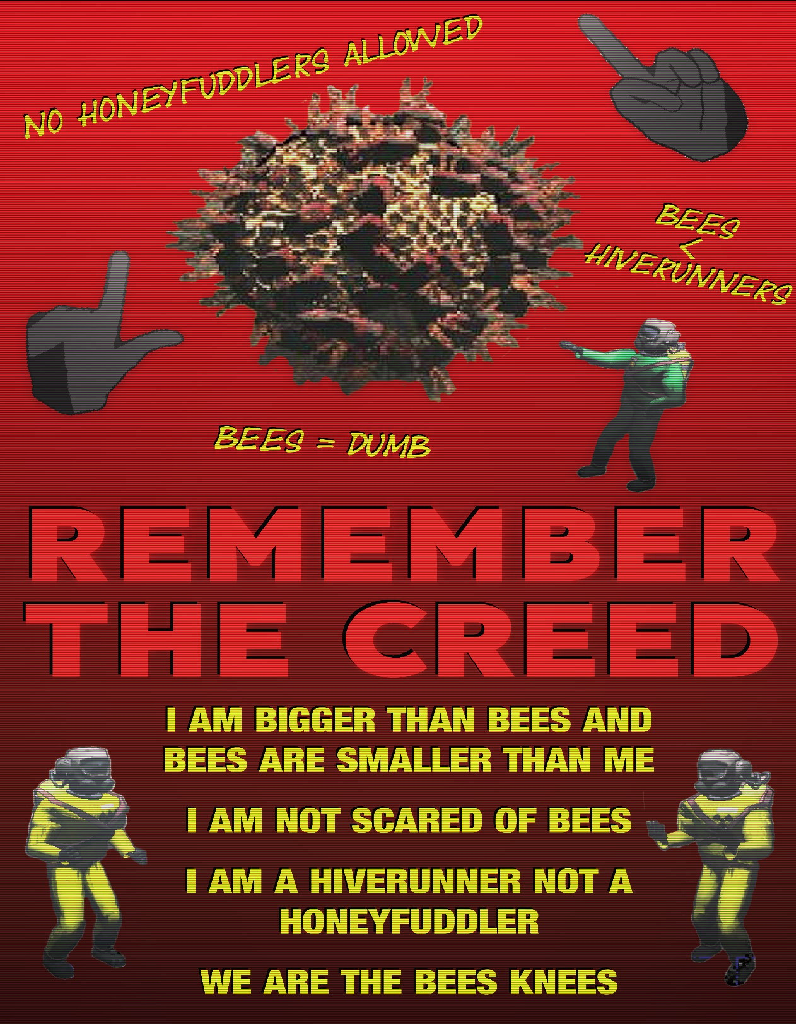 NO HONEYFUDDLERS ALLOWED
BEES
<
HIVERUNNERS
BEES = DUMB
REMEMBER
THE CREED
I AM BIGGER THAN BEES AND
BEES ARE SMALLER THAN ME
I AM NOT SCARED OF BEES
I AM A HIVERUNNER NOT A
HONEYFUDDLER
WE ARE THE BEES KNEES